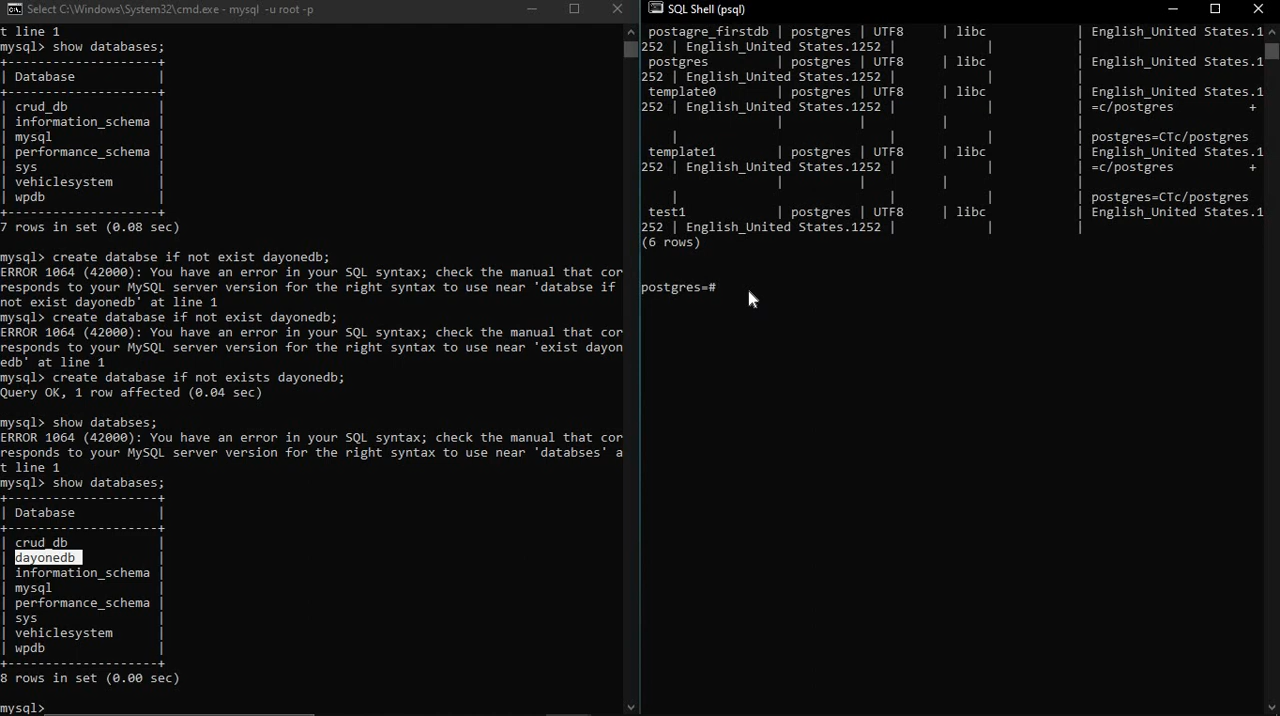 Select C:\Windows\System32\cmd.exe - mysql -u root -p
t line 1
mysql> show databases;
+--------------------+
| Database           |
+--------------------+
| crud_db            |
| information_schema |
| mysql              |
| performance_schema |
| sys                |
| vehiclesystem      |
| wpdb               |
+--------------------+
7 rows in set (0.08 sec)
mysql> create databse if not exist dayonedb;
ERROR 1064 (42000): You have an error in your SQL syntax; check the manual that cor
responds to your MySQL server version for the right syntax to use near 'databse if
not exist dayonedb' at line 1
mysql> create database if not exist dayonedb;
ERROR 1064 (42000): You have an error in your SQL syntax; check the manual that cor
responds to your MySQL server version for the right syntax to use near 'exist dayon
edb' at line 1
mysql> create database if not exists dayonedb;
Query OK, 1 row affected (0.04 sec)
mysql> show databses;
ERROR 1064 (42000): You have an error in your SQL syntax; check the manual that cor
responds to your MySQL server version for the right syntax to use near 'databses' a
t line 1
mysql> show databases;
+--------------------+
| Database           |
+--------------------+
| crud_db            |
| dayonedb           |
| information_schema |
| mysql              |
| performance_schema |
| sys                |
| vehiclesystem      |
| wpdb               |
+--------------------+
8 rows in set (0.00 sec)
mysql>
SQL Shell (psql)
postagre_firstdb | postgres | UTF8 | libc | English_United States.1
252 | English_United States.1252 | | |
postgres | postgres | UTF8 | libc | English_United States.1
252 | English_United States.1252 | | |
template0 | postgres | UTF8 | libc | English_United States.1
252 | English_United States.1252 | | | =c/postgres +
| | | |
| | | postgres=CTc/postgres
template1 | postgres | UTF8 | libc | English_United States.1
252 | English_United States.1252 | | | =c/postgres +
| | | |
| | | postgres=CTc/postgres
test1 | postgres | UTF8 | libc | English_United States.1
252 | English_United States.1252 | | |
(6 rows)
postgres=#